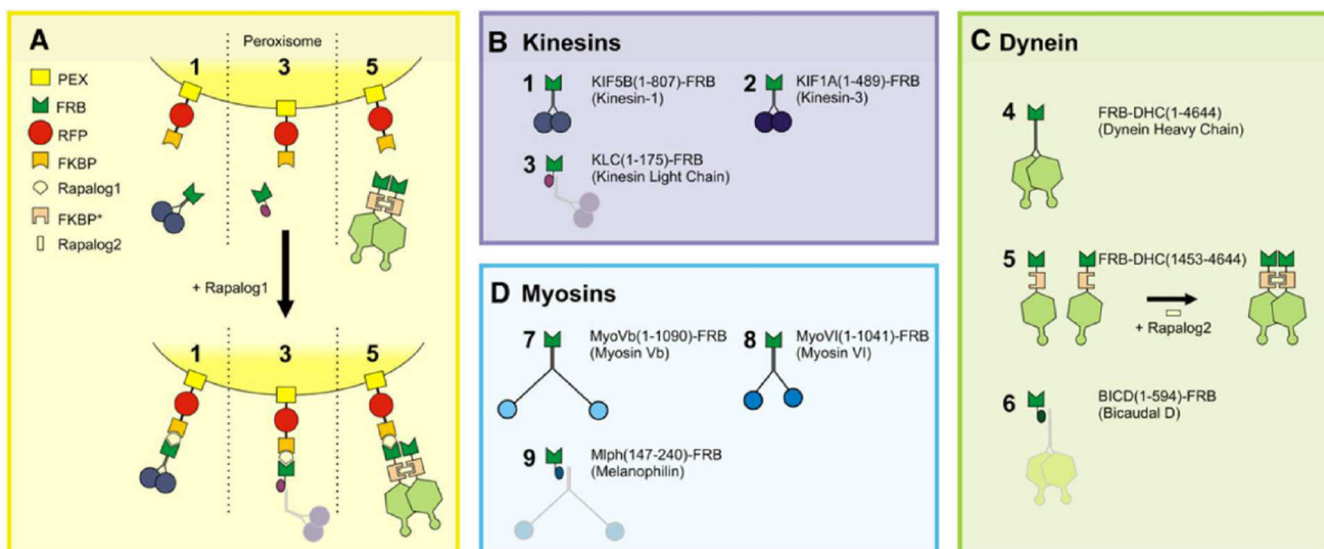 A
Peroxisome
1 3 5
PEX
FRB
RFP
FKBP
Rapalog1
FKBP*
Rapalog2
+ Rapalog1
1 3 5
B Kinesins
1 KIF5B(1-807)-FRB
(Kinesin-1)
2 KIF1A(1-489)-FRB
(Kinesin-3)
3 KLC(1-175)-FRB
(Kinesin Light Chain)
D Myosins
7 MyoVb(1-1090)-FRB
(Myosin Vb)
8 MyoVI(1-1041)-FRB
(Myosin VI)
9 Mlph(147-240)-FRB
(Melanophilin)
C Dynein
4 FRB-DHC(1-4644)
(Dynein Heavy Chain)
5 FRB-DHC(1453-4644)
+ Rapalog2
6 BICD(1-594)-FRB
(Bicaudal D)